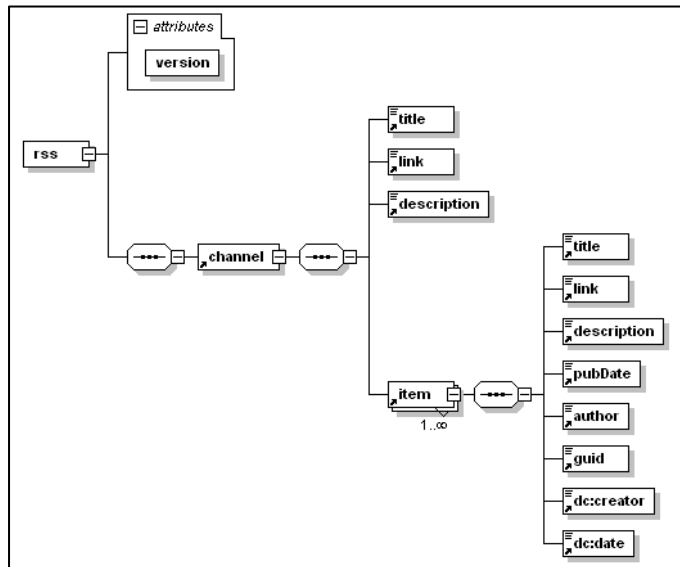 attributes
version
rss
channel
title
link
description
item
1..∞
title
link
description
pubDate
author
guid
dc:creator
dc:date